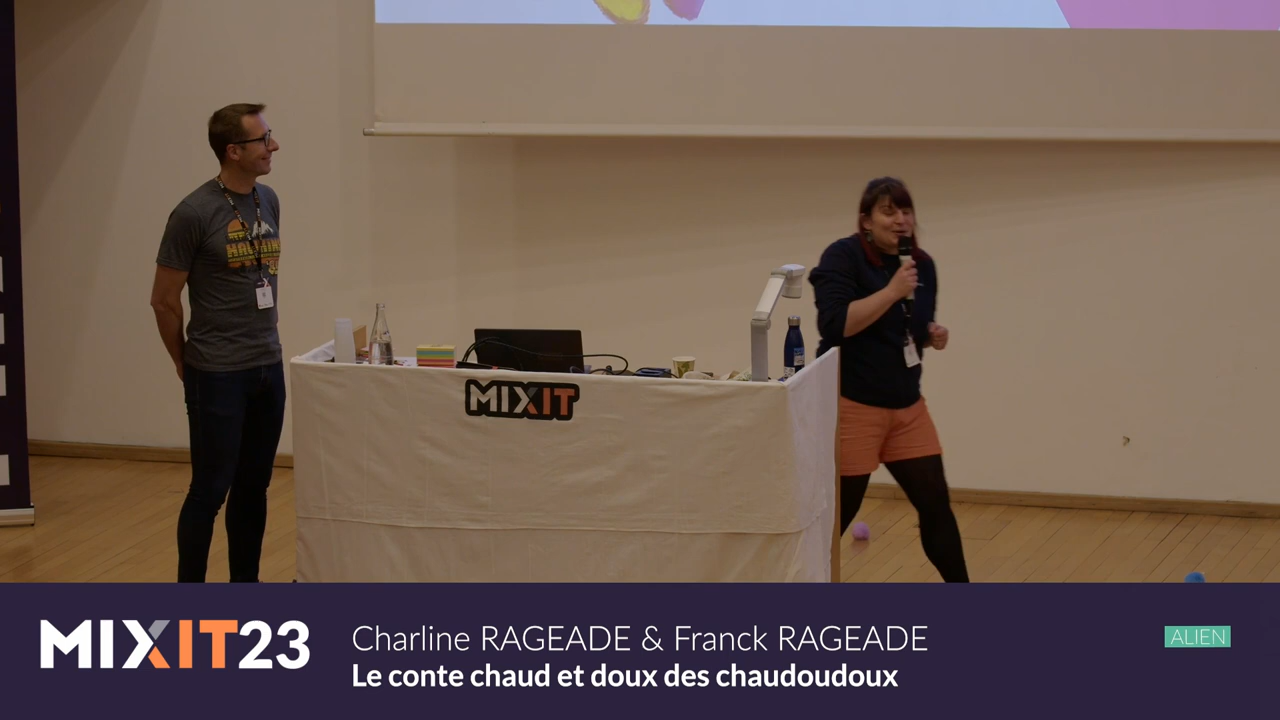 MIXIT
MIXIT23
Charline RAGEADE & Franck RAGEADE
Le conte chaud et doux des chaudoudoux
ALIEN